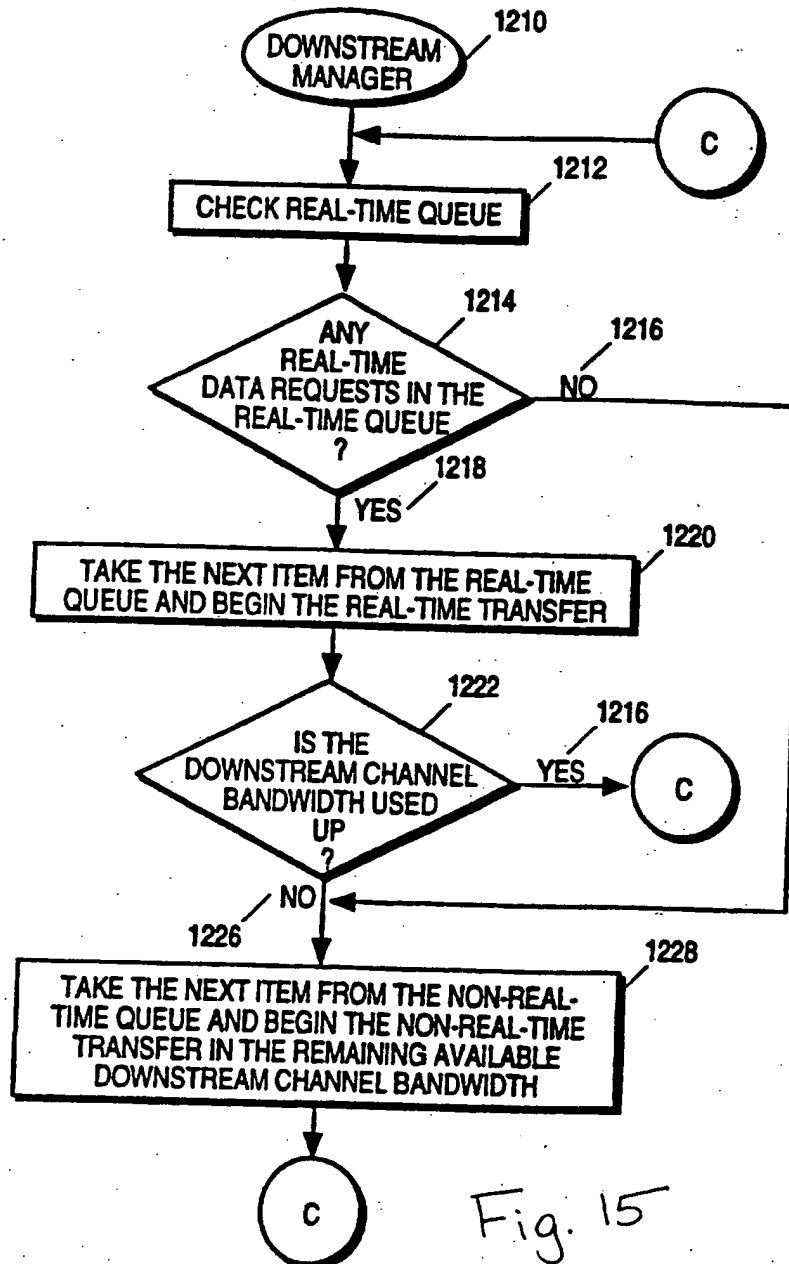 1210
DOWNSTREAM
MANAGER
C
1212
CHECK REAL-TIME QUEUE
1214
ANY
REAL-TIME
DATA REQUESTS IN THE
REAL-TIME QUEUE
?
1216
NO
1218
YES
1220
TAKE THE NEXT ITEM FROM THE REAL-TIME
QUEUE AND BEGIN THE REAL-TIME TRANSFER
1222
IS THE
DOWNSTREAM CHANNEL
BANDWIDTH USED
UP
?
1216
YES
C
NO
1226
1228
TAKE THE NEXT ITEM FROM THE NON-REAL-
TIME QUEUE AND BEGIN THE NON-REAL-TIME
TRANSFER IN THE REMAINING AVAILABLE
DOWNSTREAM CHANNEL BANDWIDTH
C
Fig. 15